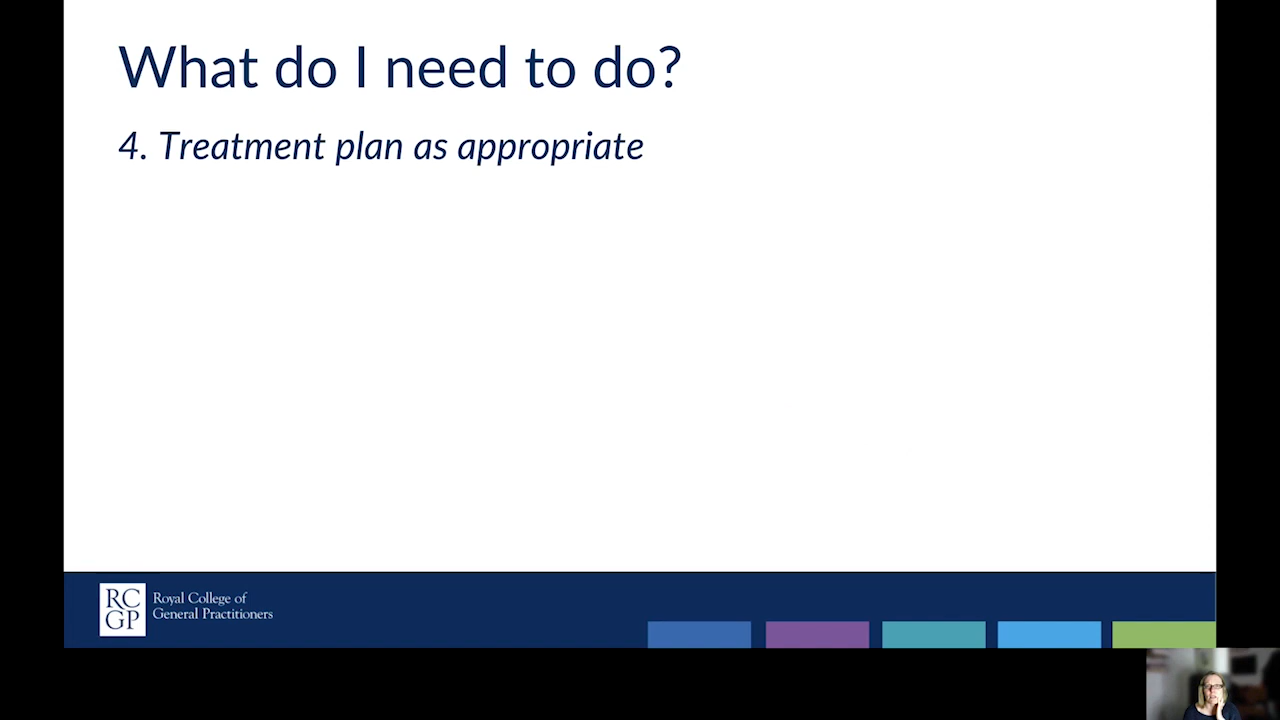 What do I need to do?
4. Treatment plan as appropriate
RC
GP
Royal College of
General Practitioners